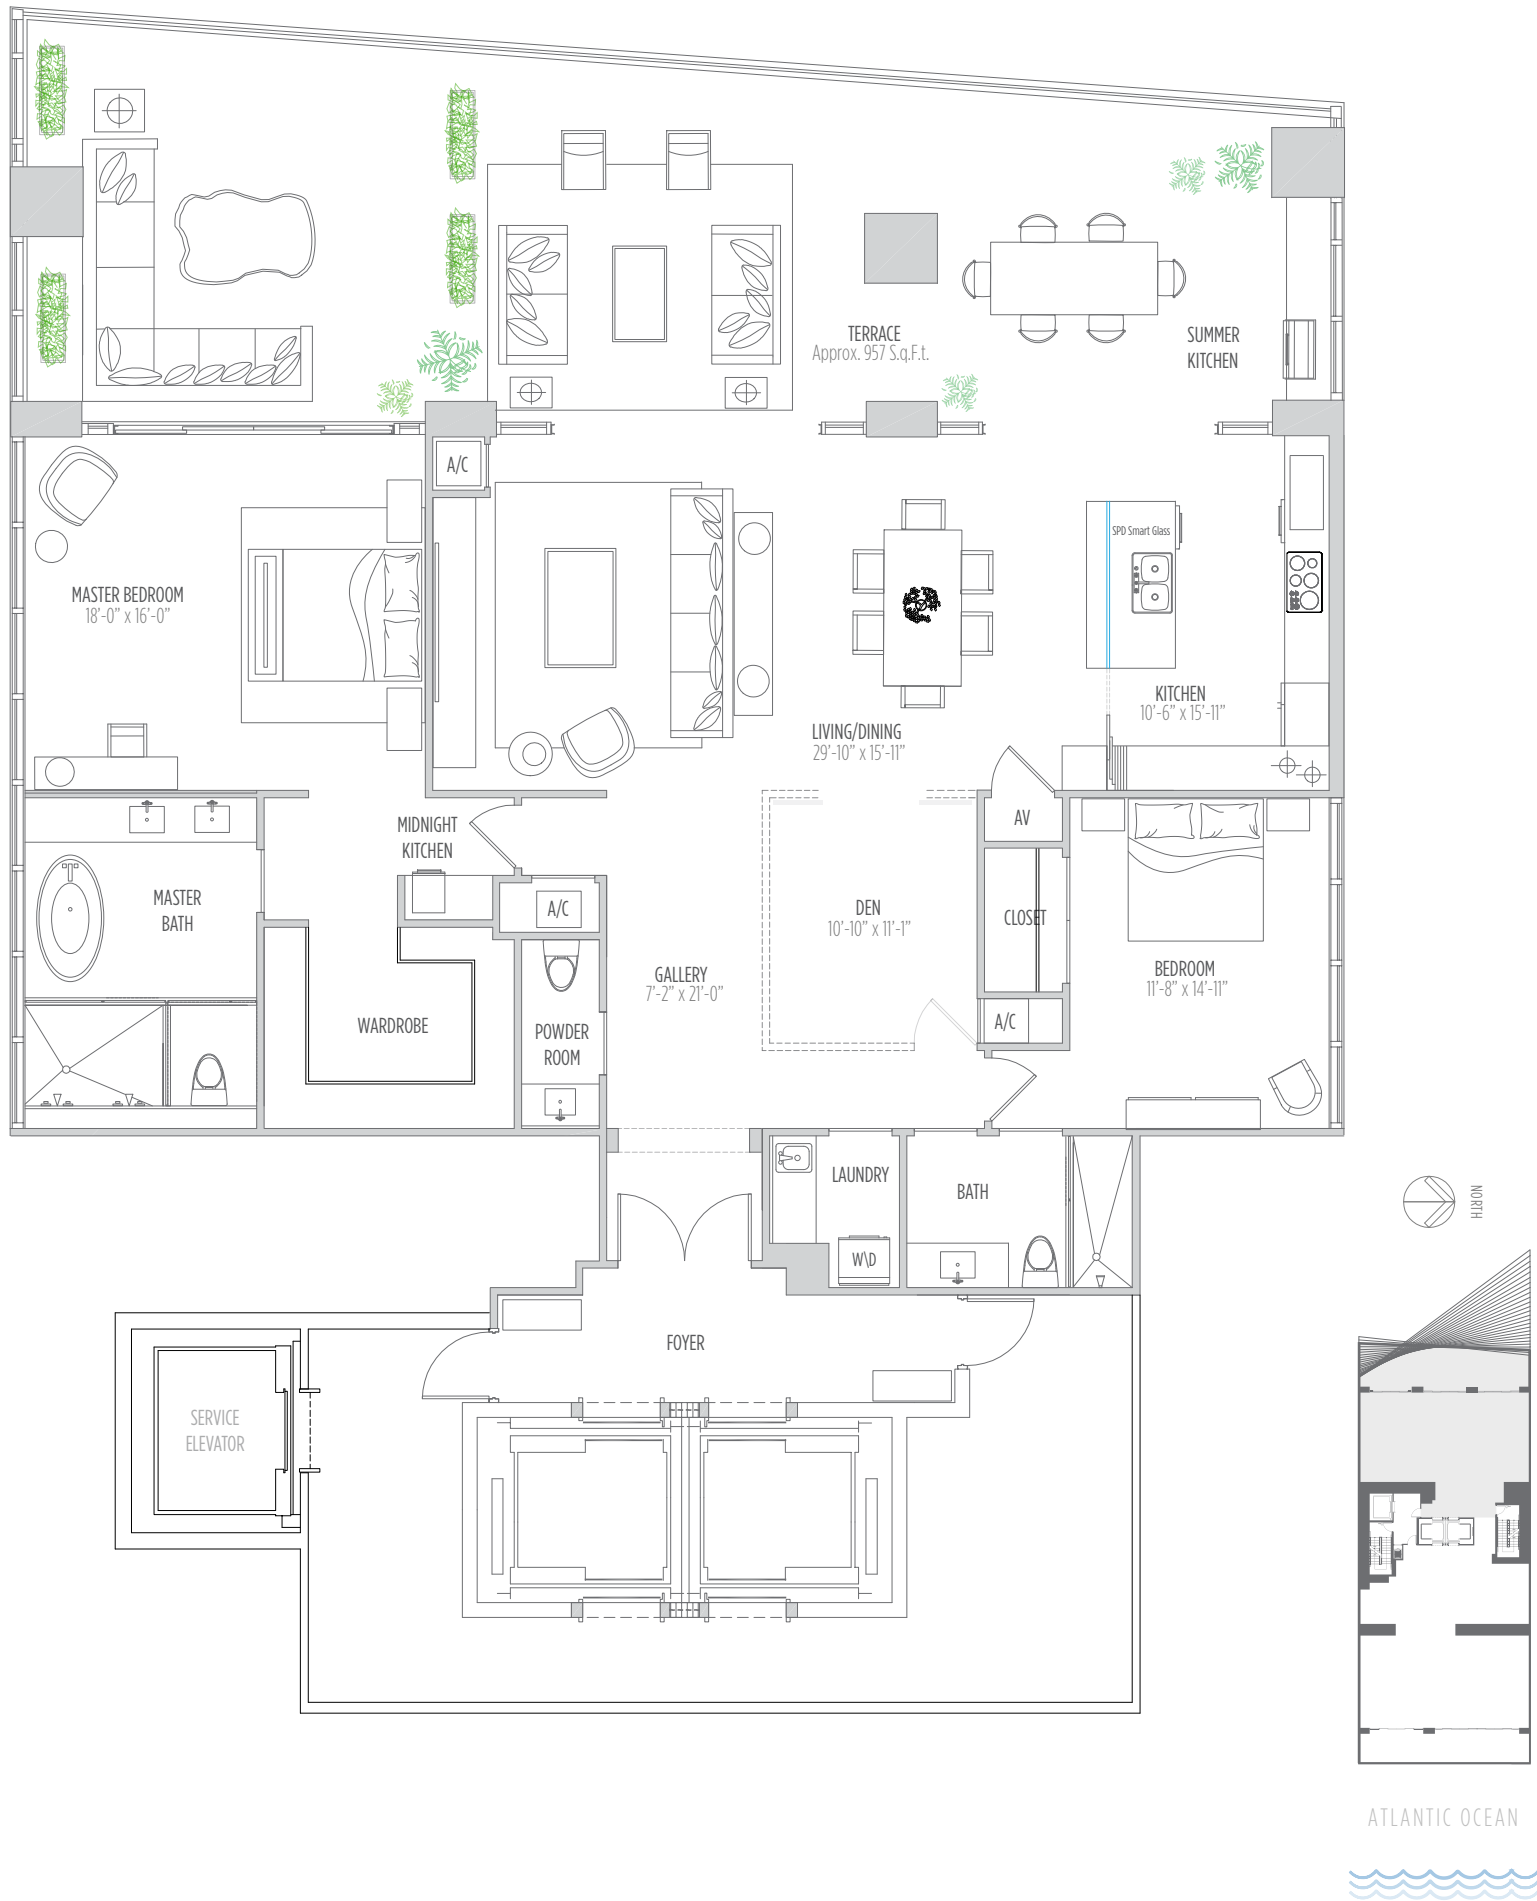 TERRACE
Approx. 957 S.q.F.t.
SUMMER
KITCHEN
A/C
SPD Smart Glass
MASTER BEDROOM
18'-0" x 16'-0"
KITCHEN
10'-6" x 15'-11"
LIVING/DINING
29'-10" x 15'-11"
MIDNIGHT
KITCHEN
AV
MASTER
BATH
A/C
DEN
10'-10" x 11'-1"
CLOSET
GALLERY
7'-2" x 21'-0"
BEDROOM
11'-8" x 14'-11"
WARDROBE
POWDER
ROOM
A/C
LAUNDRY
BATH
W\D
NORTH
FOYER
SERVICE
ELEVATOR
ATLANTIC OCEAN